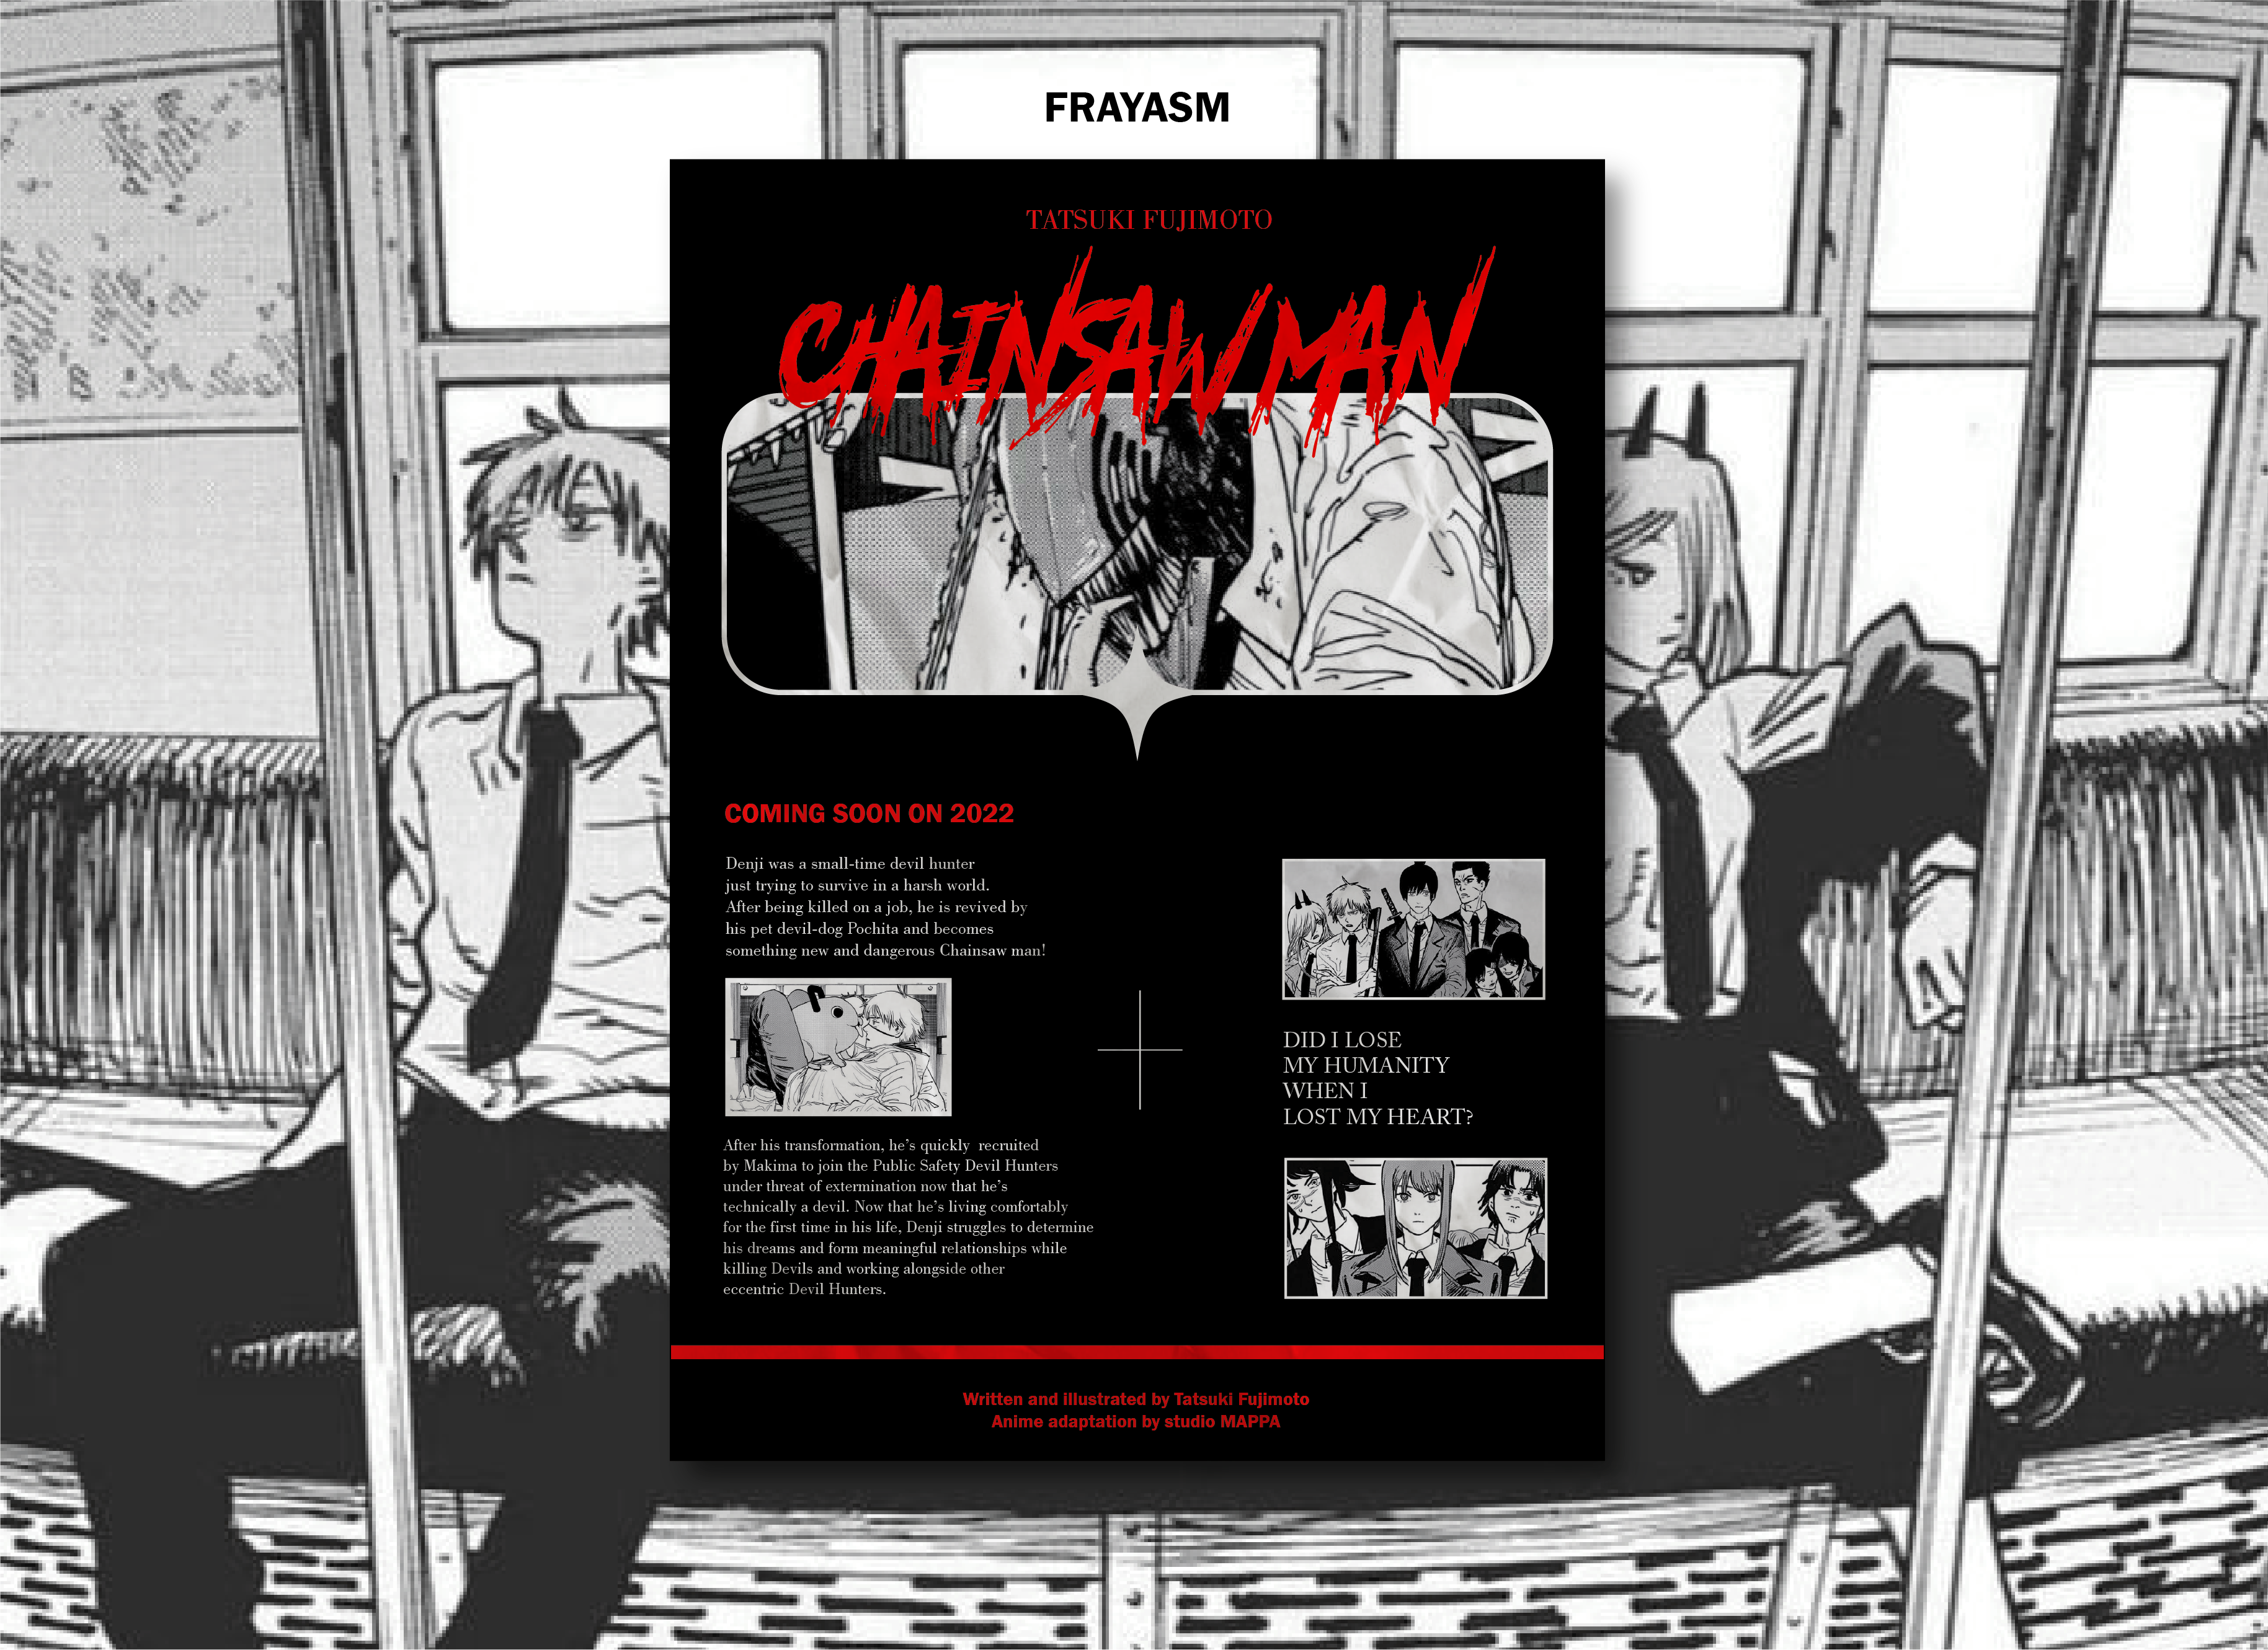 FRAYASM
TATSUKI FUJIMOTO
CHAINSAW MAN
COMING SOON ON 2022
Denji was a small-time devil hunter
just trying to survive in a harsh world.
After being killed on a job, he is revived by
his pet devil-dog Pochita and becomes
something new and dangerous Chainsaw man!
After his transformation, he's quickly  recruited
by Makima to join the Public Safety Devil Hunters
under threat of extermination now that he's
technically a devil. Now that he's living comfortably
for the first time in his life, Denji struggles to determine
his dreams and form meaningful relationships while
killing Devils and working alongside other
eccentric Devil Hunters.
DID I LOSE
MY HUMANITY
WHEN I
LOST MY HEART?
Written and illustrated by Tatsuki Fujimoto
Anime adaptation by studio MAPPA